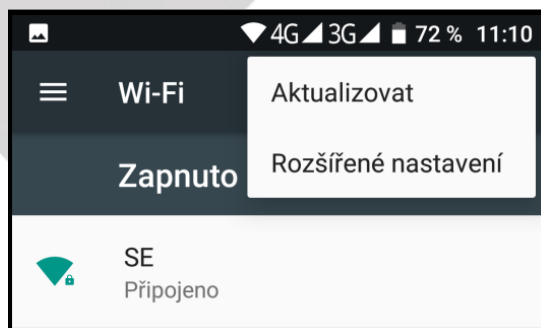 4G 3G 72 % 11:10
Wi-Fi
Aktualizovat
Zapnuto
Rozšířené nastavení
SE
Připojeno